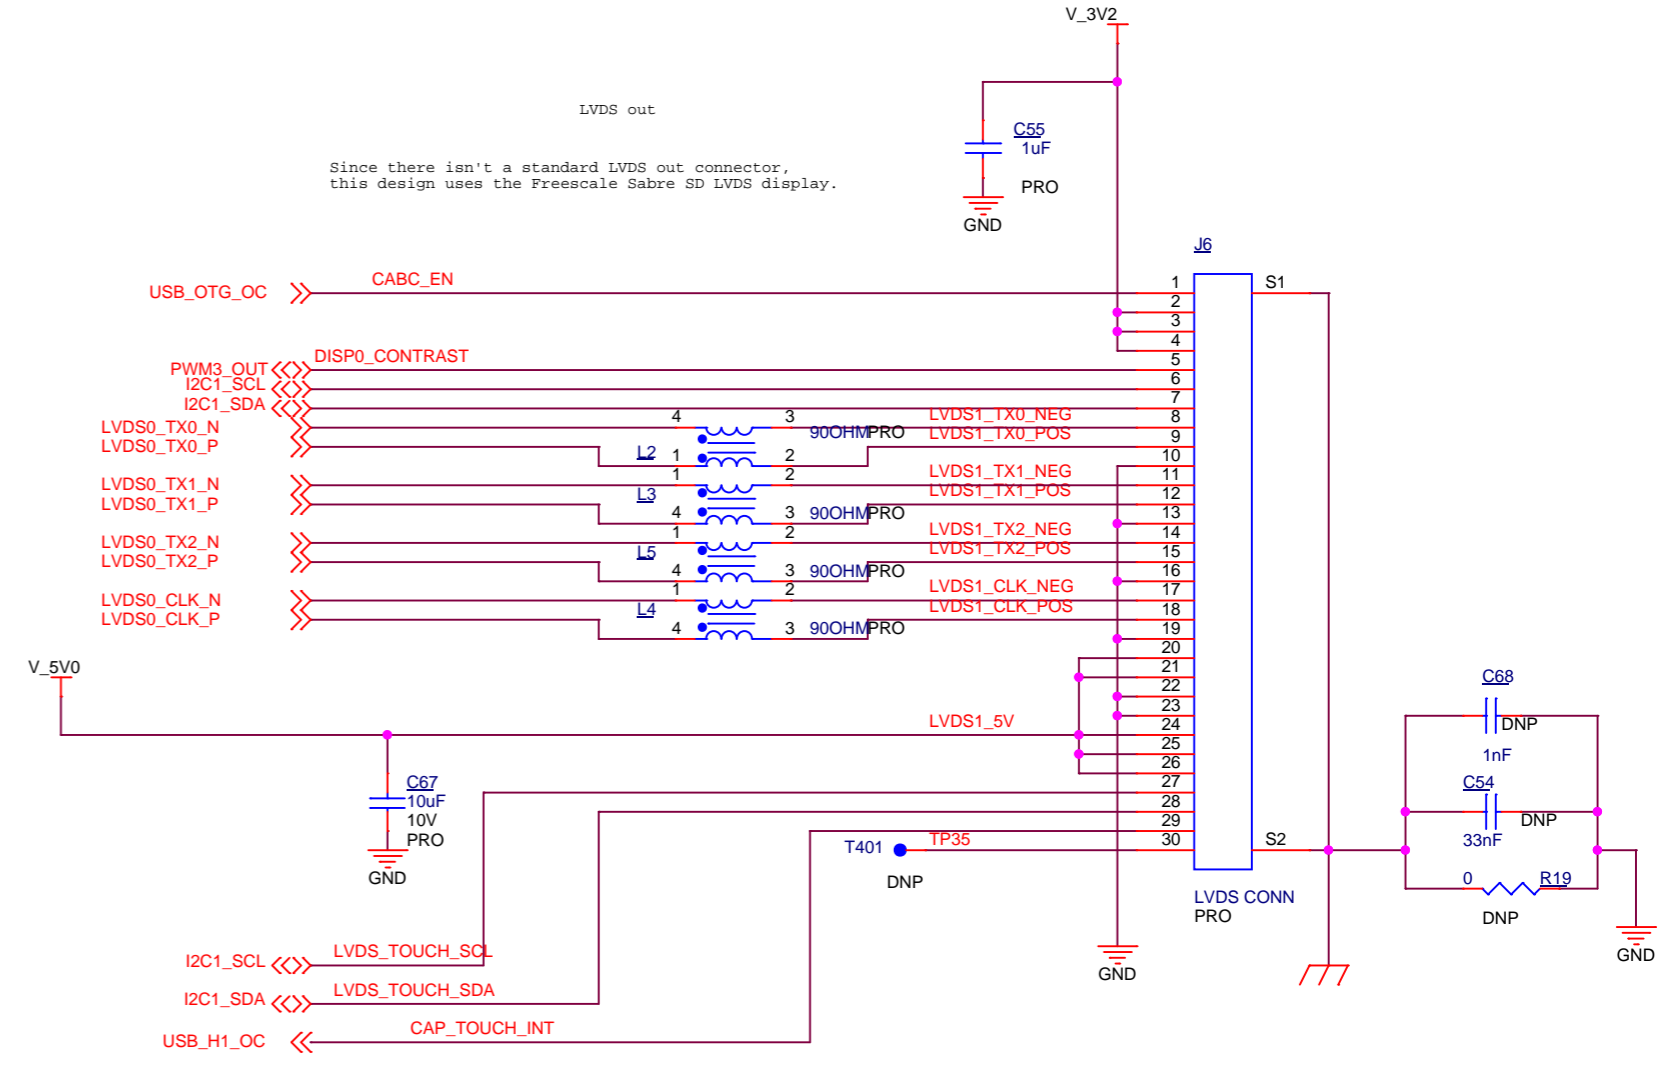 V_3V2
LVDS out
C55
1uF
PRO
GND
Since there isn't a standard LVDS out connector,
this design uses the Freescale Sabre SD LVDS display.
J6
USB_OTG_OC
CABC_EN
1
S1
2
3
4
PWM3_OUT
DISP0_CONTRAST
5
I2C1_SCL
6
I2C1_SDA
7
LVDS0_TX0_N
4
3
LVDS1_TX0_NEG
8
90OHM
PRO
LVDS0_TX0_P
LVDS1_TX0_POS
9
L2
1
2
10
LVDS0_TX1_N
1
2
LVDS1_TX1_NEG
11
L3
LVDS0_TX1_P
LVDS1_TX1_POS
12
4
3
90OHM
PRO
13
LVDS0_TX2_N
1
2
LVDS1_TX2_NEG
14
L5
LVDS0_TX2_P
LVDS1_TX2_POS
15
4
3
90OHM
PRO
16
LVDS0_CLK_N
1
2
LVDS1_CLK_NEG
17
L4
LVDS0_CLK_P
LVDS1_CLK_POS
18
4
3
90OHM
PRO
19
20
V_5V0
21
22
23
LVDS1_5V
24
25
26
27
28
29
C67
10uF
10V
PRO
GND
T401
TP35
30
S2
DNP
LVDS CONN
PRO
C68
DNP
1nF
C54
DNP
33nF
0
R19
DNP
GND
GND
I2C1_SCL
LVDS_TOUCH_SCL
I2C1_SDA
LVDS_TOUCH_SDA
USB_H1_OC
CAP_TOUCH_INT